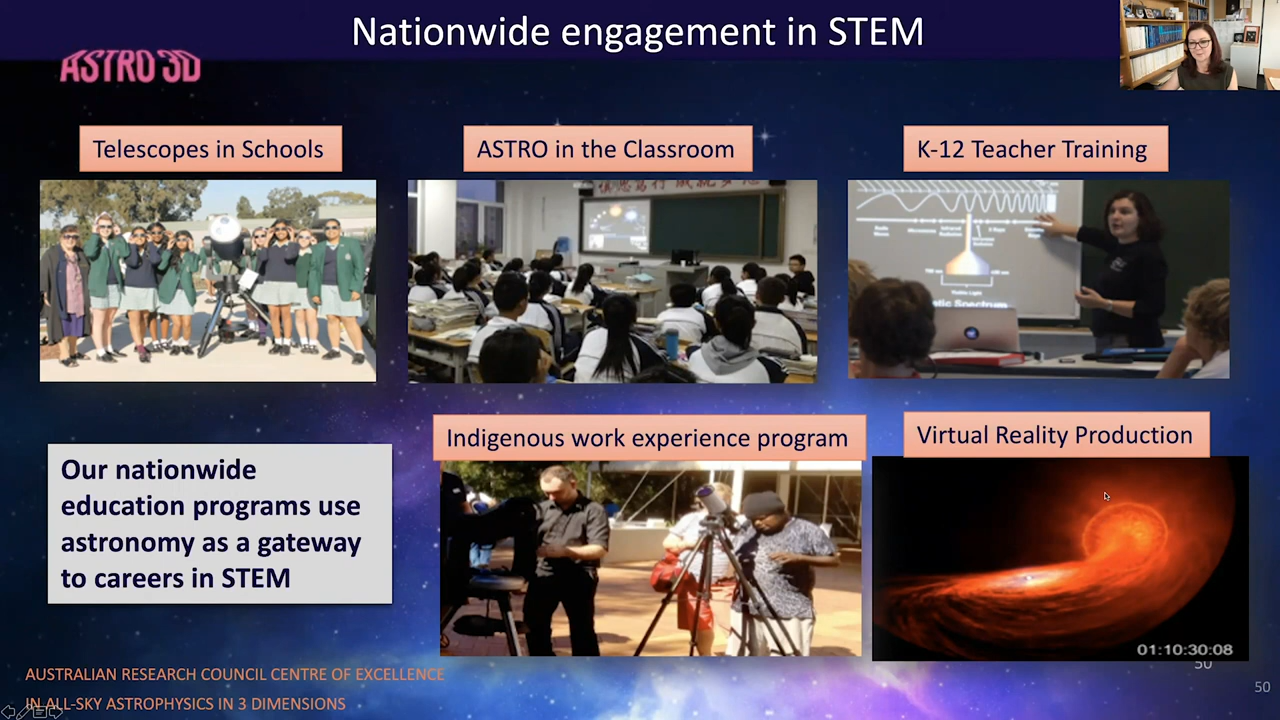 Nationwide engagement in STEM
ASTRO 3D
Telescopes in Schools
ASTRO in the Classroom
K-12 Teacher Training
Our nationwide
education programs use
astronomy as a gateway
to careers in STEM
Indigenous work experience program
Virtual Reality Production
01:10:30:08
50
50
AUSTRALIAN RESEARCH COUNCIL CENTRE OF EXCELLENCE
IN ALL-SKY ASTROPHYSICS IN 3 DIMENSIONS